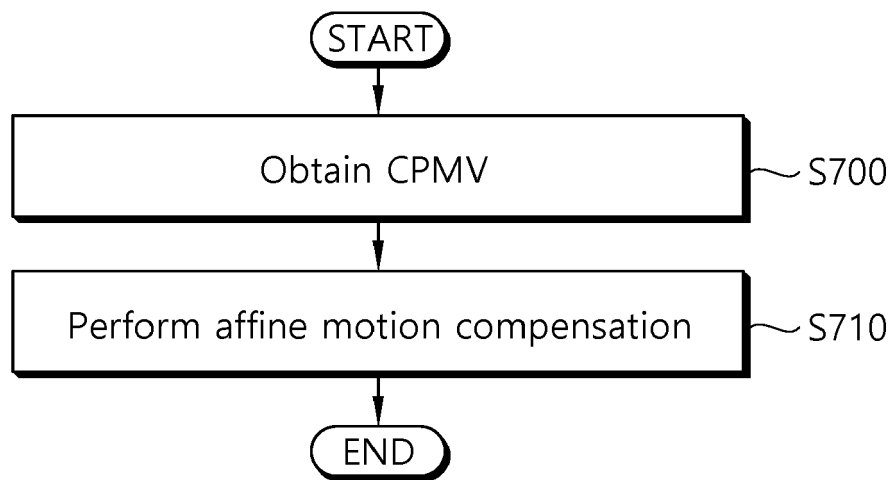 START
Obtain CPMV
S700
Perform affine motion compensation
S710
END